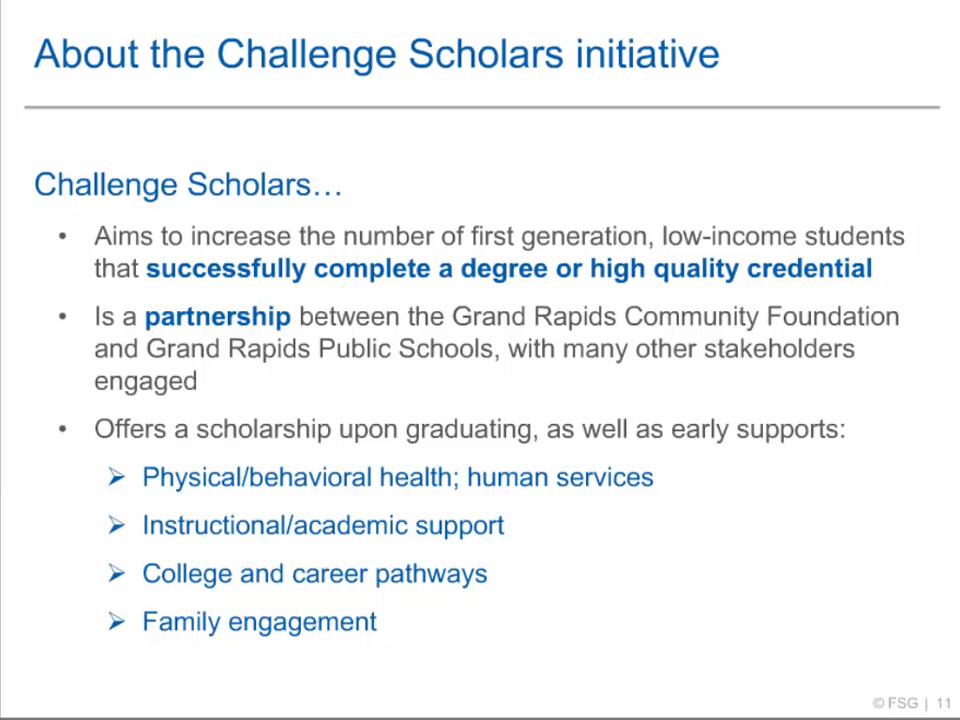 About the Challenge Scholars initiative
Challenge Scholars…
• Aims to increase the number of first generation, low-income students
that successfully complete a degree or high quality credential
• Is a partnership between the Grand Rapids Community Foundation
and Grand Rapids Public Schools, with many other stakeholders
engaged
• Offers a scholarship upon graduating, as well as early supports:
➢ Physical/behavioral health; human services
➢ Instructional/academic support
➢ College and career pathways
➢ Family engagement
© FSG | 11